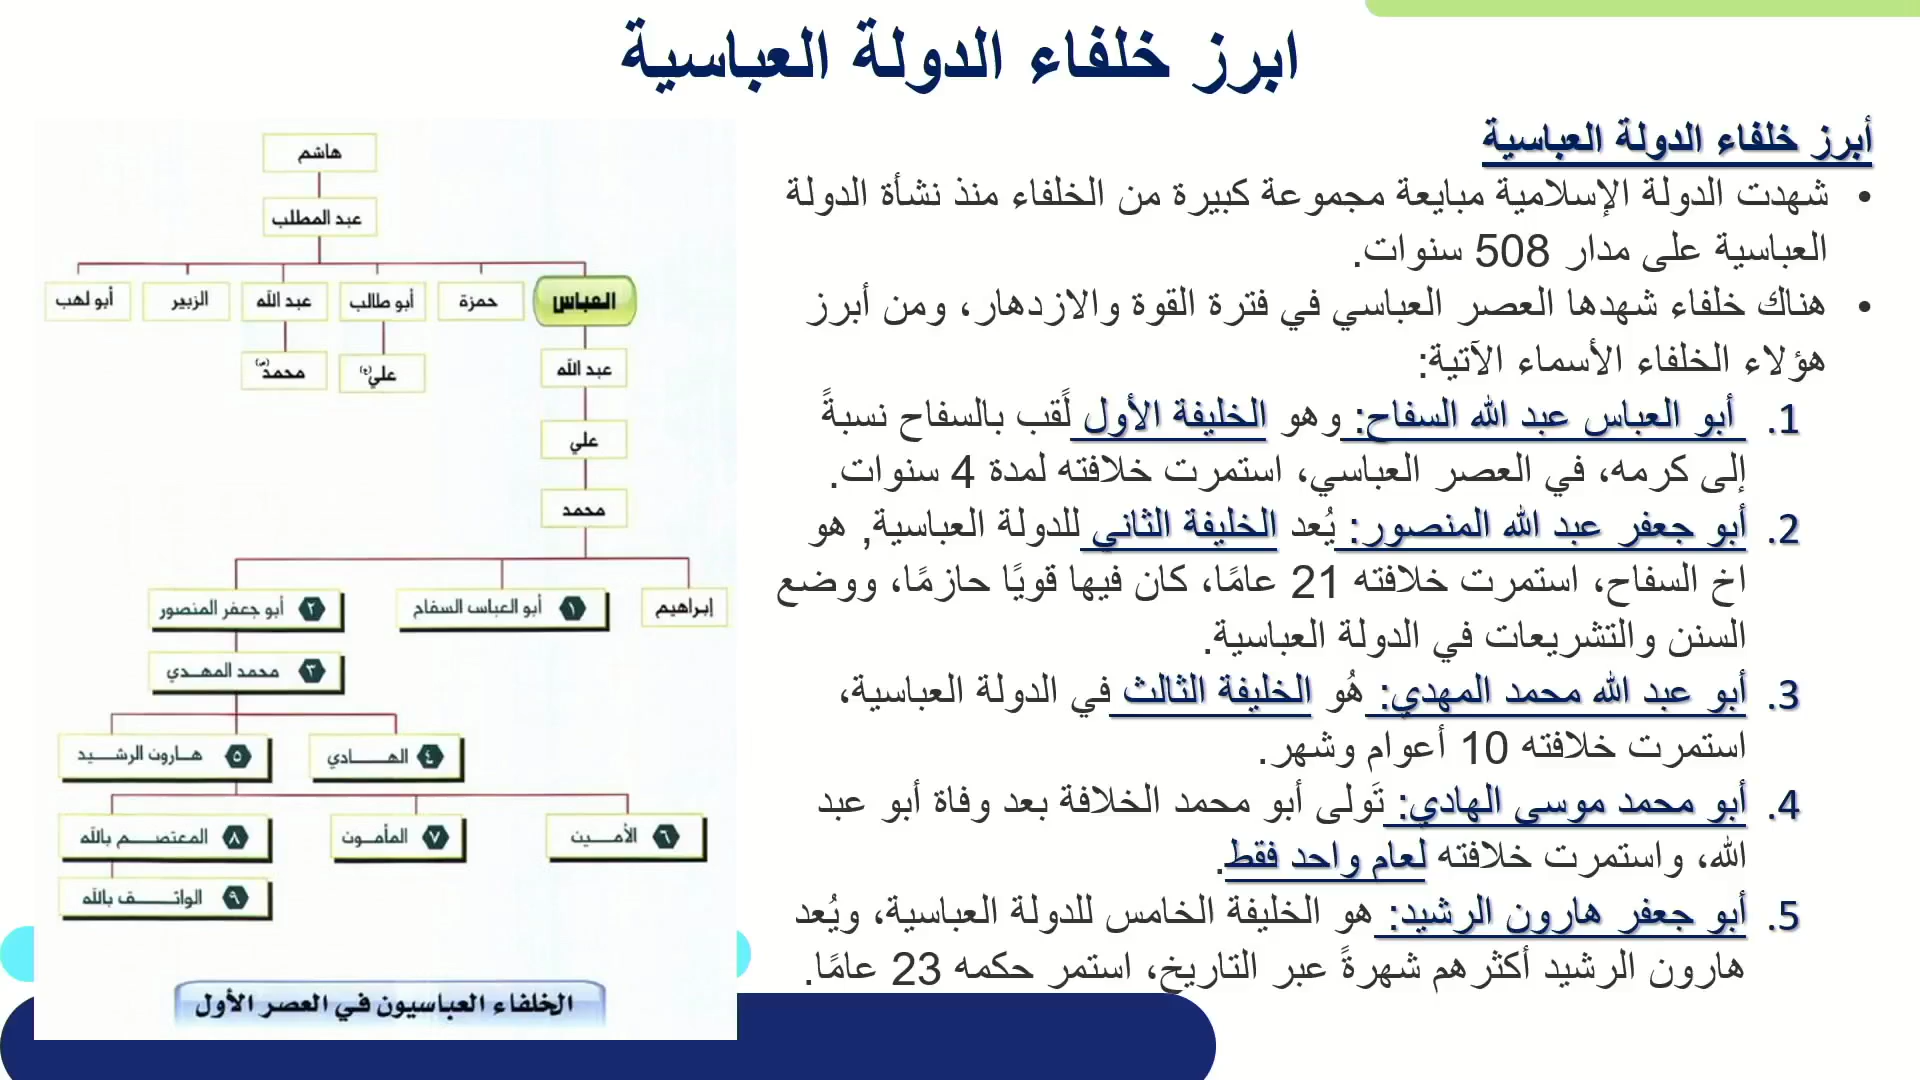 ابرز خلفاء الدولة العباسية
أبرز خلفاء الدولة العباسية
• شهدت الدولة الإسلامية مبايعة مجموعة كبيرة من الخلفاء منذ نشأة الدولة
العباسية على مدار 508 سنوات.
• هناك خلفاء شهدها العصر العباسي في فترة القوة والازدهار، ومن أبرز
هؤلاء الخلفاء الأسماء الآتية:
1. أبو العباس عبد الله السفاح: وهو الخليفة الأول لًقب بالسفاح نسبةً
إلى كرمه، في العصر العباسي، استمرت خلافته لمدة 4 سنوات.
2. أبو جعفر عبد الله المنصور: يُعد الخليفة الثاني للدولة العباسية, هو
اخ السفاح، استمرت خلافته 21 عامًا، كان فيها قويًا حازمًا، ووضع
السنن والتشريعات في الدولة العباسية.
3. أبو عبد الله محمد المهدي: هُو الخليفة الثالث في الدولة العباسية،
استمرت خلافته 10 أعوام وشهر.
4. أبو محمد موسى الهادي: تَولى أبو محمد الخلافة بعد وفاة أبو عبد
الله، واستمرت خلافته لعام واحد فقط.
5. أبو جعفر هارون الرشيد: هو الخليفة الخامس للدولة العباسية، ويُعد
هارون الرشيد أكثرهم شهرةً عبر التاريخ، استمر حكمه 23 عامًا.
هاشم
عبد المطلب
العباس
حمزة
أبو طالب
عبد الله
الزبير
أبو لهب
عبد الله
علي(ع)
محمد(ص)
علي
محمد
إبراهيم
١ أبو العباس السفاح
٢ أبو جعفر المنصور
٣ محمد المهدي
٤ الهادي
٥ هارون الرشيد
٦ الأمين
٧ المأمون
٨ المعتصم بالله
٩ الواثق بالله
الخلفاء العباسيون في العصر الأول